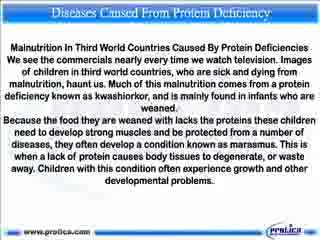 Diseases Caused From Protein Deficiency
Malnutrition In Third World Countries Caused By Protein Deficiencies
We see the commercials nearly every time we watch television. Images
of children in third world countries, who are sick and dying from
malnutrition, haunt us. Much of this malnutrition comes from a protein
deficiency known as kwashiorkor, and is mainly found in infants who are
weaned.
Because the food they are weaned with lacks the proteins these children
need to develop strong muscles and be protected from a number of
diseases, they often develop a condition known as marasmus. This is
when a lack of protein causes body tissues to degenerate, or waste
away. Children with this condition often experience growth and other
developmental problems.
www.protica.com
protica